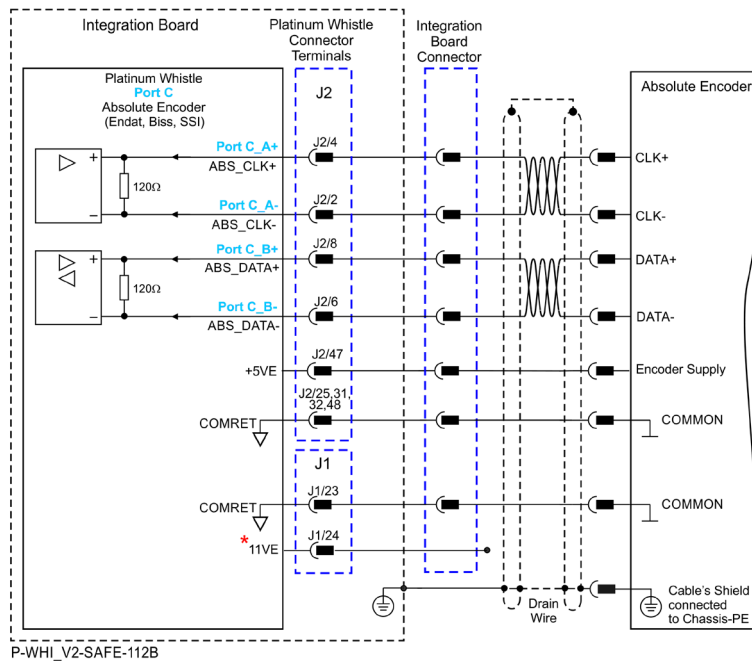 Integration Board
Platinum Whistle
Connector
Terminals
Integration
Board
Connector
Platinum Whistle
Port C
Absolute Encoder
(Endat, Biss, SSI)
J2
Absolute Encoder
Port C_A+
J2/4
ABS_CLK+
CLK+
120Ω
Port C_A-
J2/2
ABS_CLK-
CLK-
Port C_B+
J2/8
ABS_DATA+
DATA+
120Ω
Port C_B-
J2/6
ABS_DATA-
DATA-
J2/47
+5VE
Encoder Supply
J2/25,31,
32,48
COMRET
COMMON
J1
J1/23
COMRET
COMMON
J1/24
* 11VE
Drain
Wire
Cable's Shield
connected
to Chassis-PE
P-WHI_V2-SAFE-112B